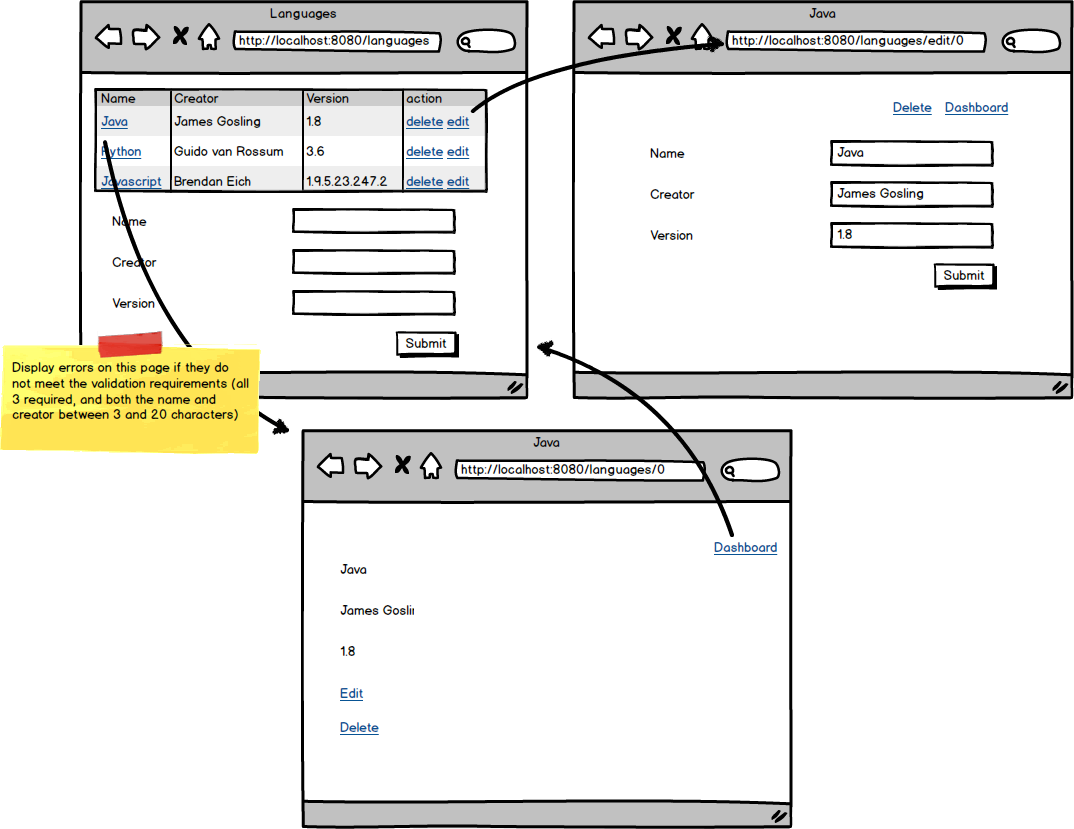 Languages
http://localhost:8080/languages
Name Creator Version action
Java James Gosling 1.8 delete edit
Python Guido van Rossum 3.6 delete edit
Javascript Brendan Eich 1.9.5.23.247.2 delete edit
Name
Creator
Version
Submit
Display errors on this page if they do
not meet the validation requirements (all
3 required, and both the name and
creator between 3 and 20 characters)
Java
http://localhost:8080/languages/edit/0
Delete Dashboard
Name Java
Creator James Gosling
Version 1.8
Submit
Java
http://localhost:8080/languages/0
Dashboard
Java
James Goslin
1.8
Edit
Delete